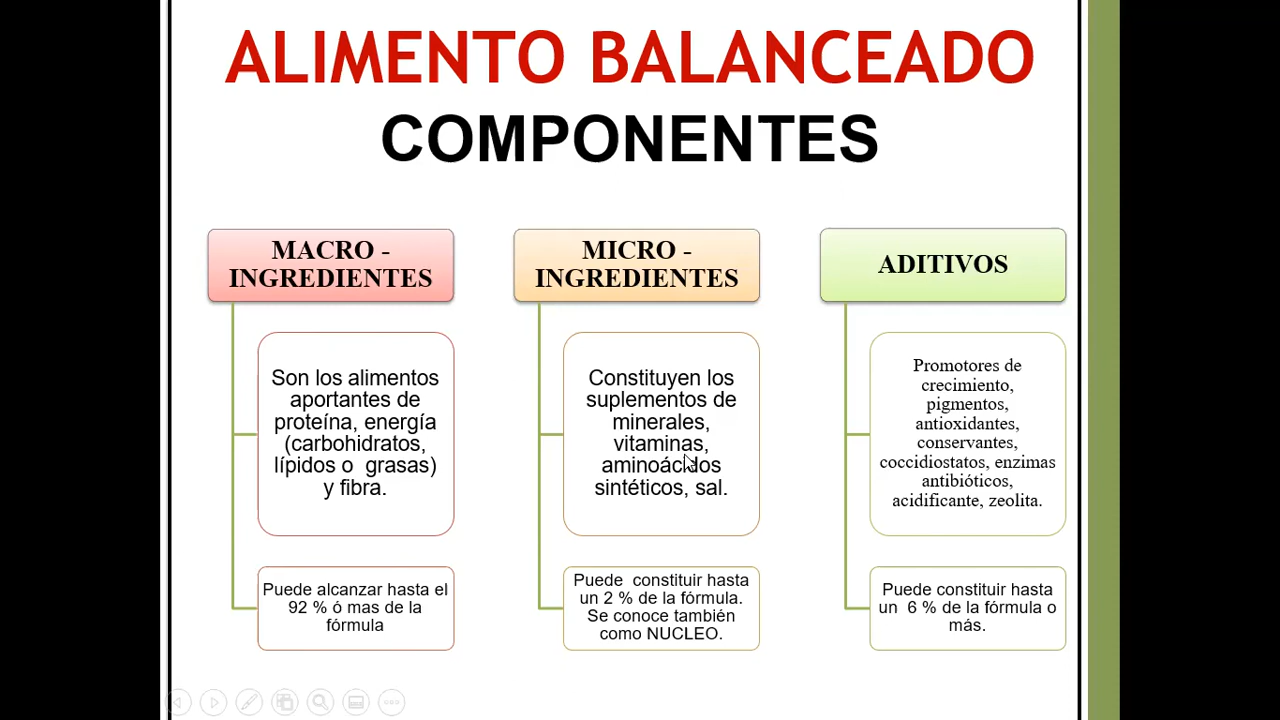 ALIMENTO BALANCEADO
COMPONENTES
MACRO -
INGREDIENTES
Son los alimentos
aportantes de
proteína, energía
(carbohidratos,
lípidos o grasas)
y fibra.
Puede alcanzar hasta el
92 % ó mas de la
fórmula
MICRO -
INGREDIENTES
Constituyen los
suplementos de
minerales,
vitaminas,
aminoácidos
sintéticos, sal.
Puede constituir hasta
un 2 % de la fórmula.
Se conoce también
como NUCLEO.
ADITIVOS
Promotores de
crecimiento,
pigmentos,
antioxidantes,
conservantes,
coccidiostatos, enzimas
antibióticos,
acidificante, zeolita.
Puede constituir hasta
un 6 % de la fórmula o
más.